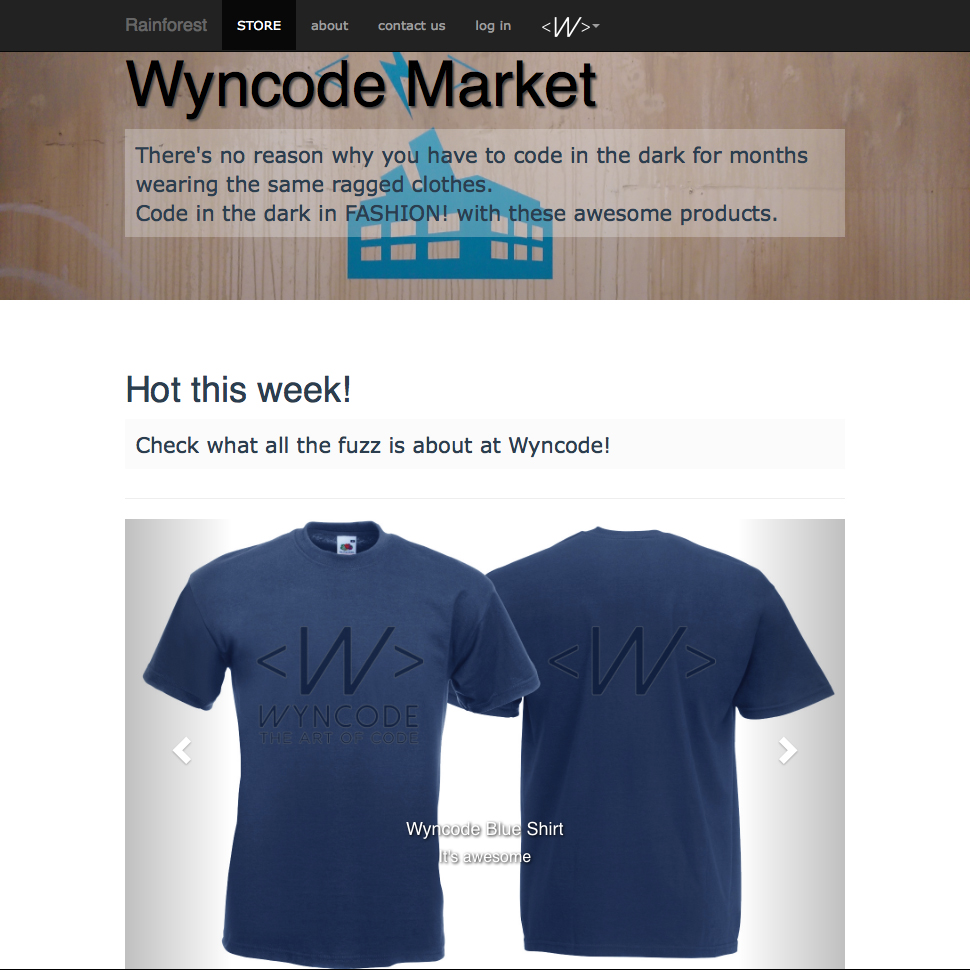 Rainforest STORE about contact us log in <W>
Wyncode Market
There's no reason why you have to code in the dark for months
wearing the same ragged clothes.
Code in the dark in FASHION! with these awesome products.
Hot this week!
Check what all the fuzz is about at Wyncode!
<W> <W>
WYNCODE
THE ART OF CODE
Wyncode Blue Shirt
It's awesome